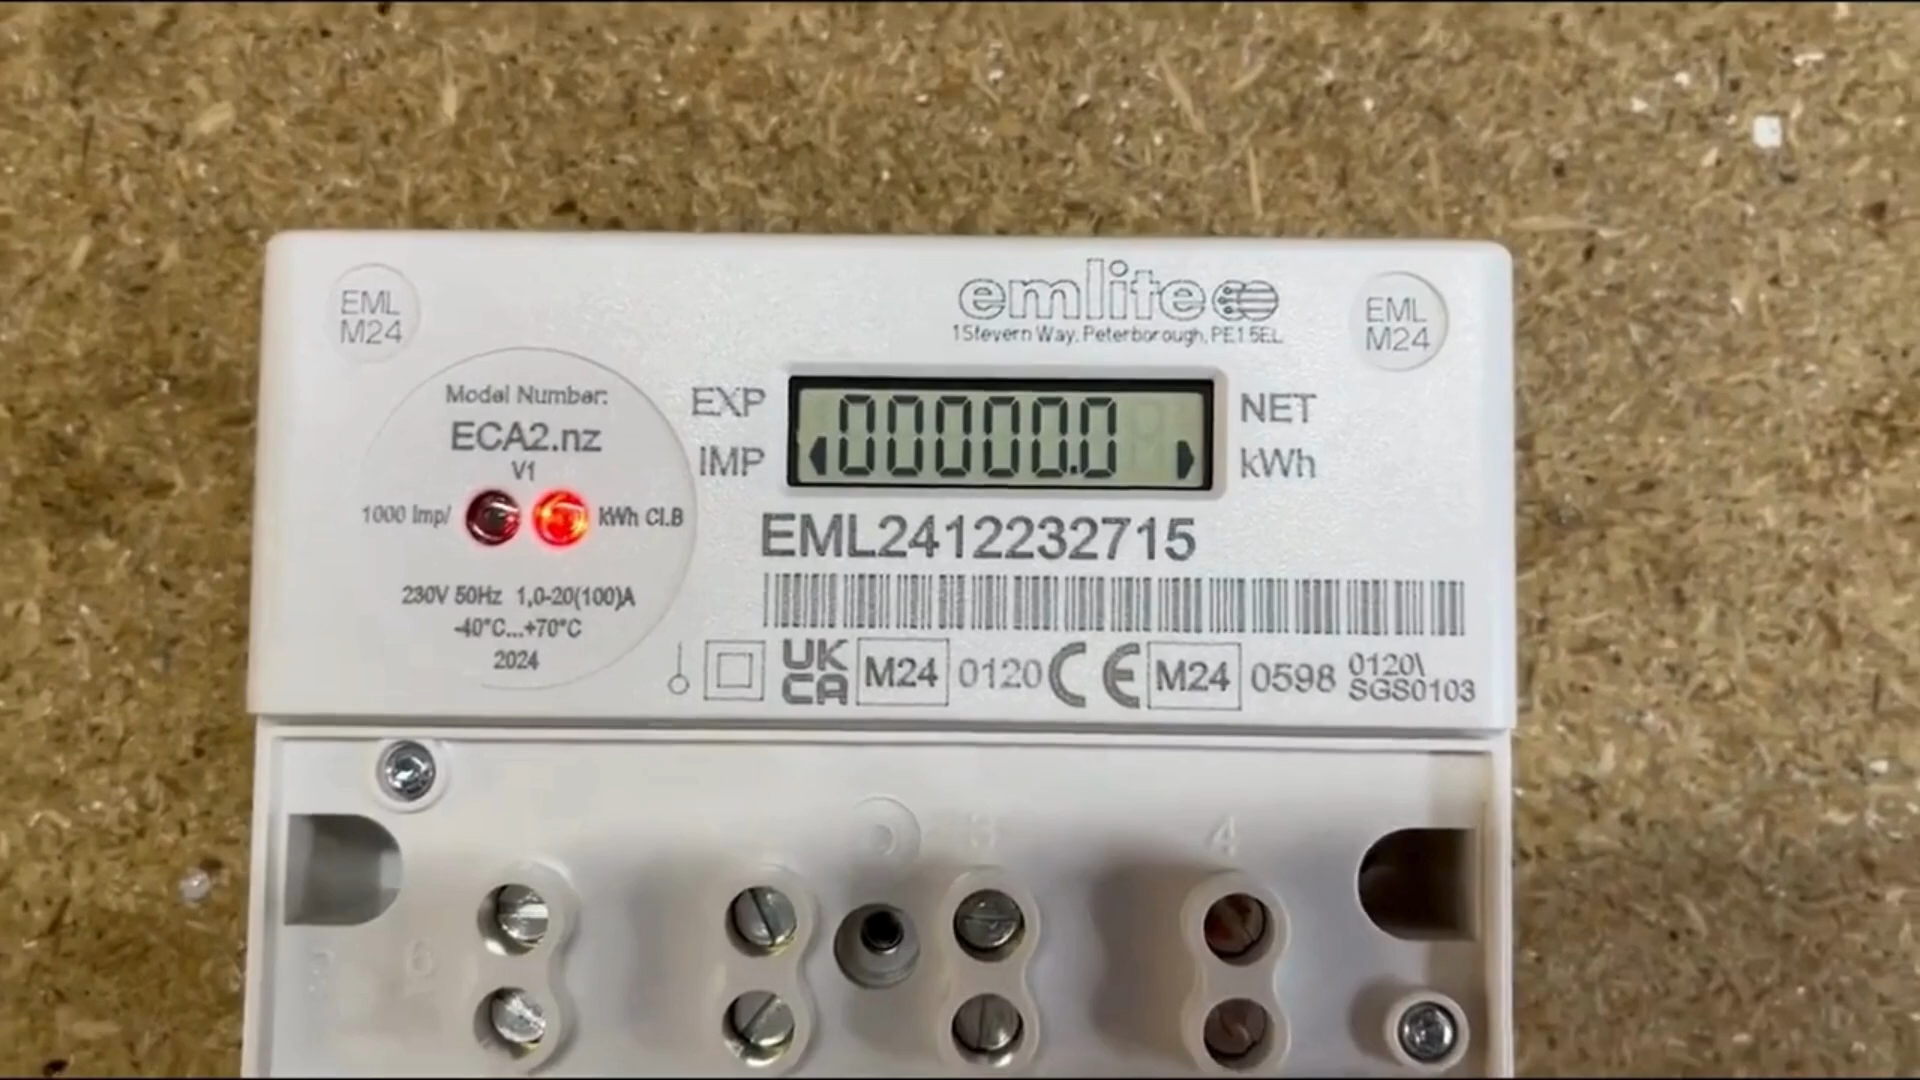 EML
M24
emlite
1 Stevern Way, Peterborough, PE1 5EL
EML
M24
Model Number:
ECA2.nz
V1
1000 Imp/ kWh Cl.B
230V 50Hz 1,0-20(100)A
-40°C...+70°C
2024
EXP
IMP
00000.0
NET
kWh
EML2412232715
UK
CA
M24
0120
CE
M24
0598
0120\
SGS0103
3
4
6